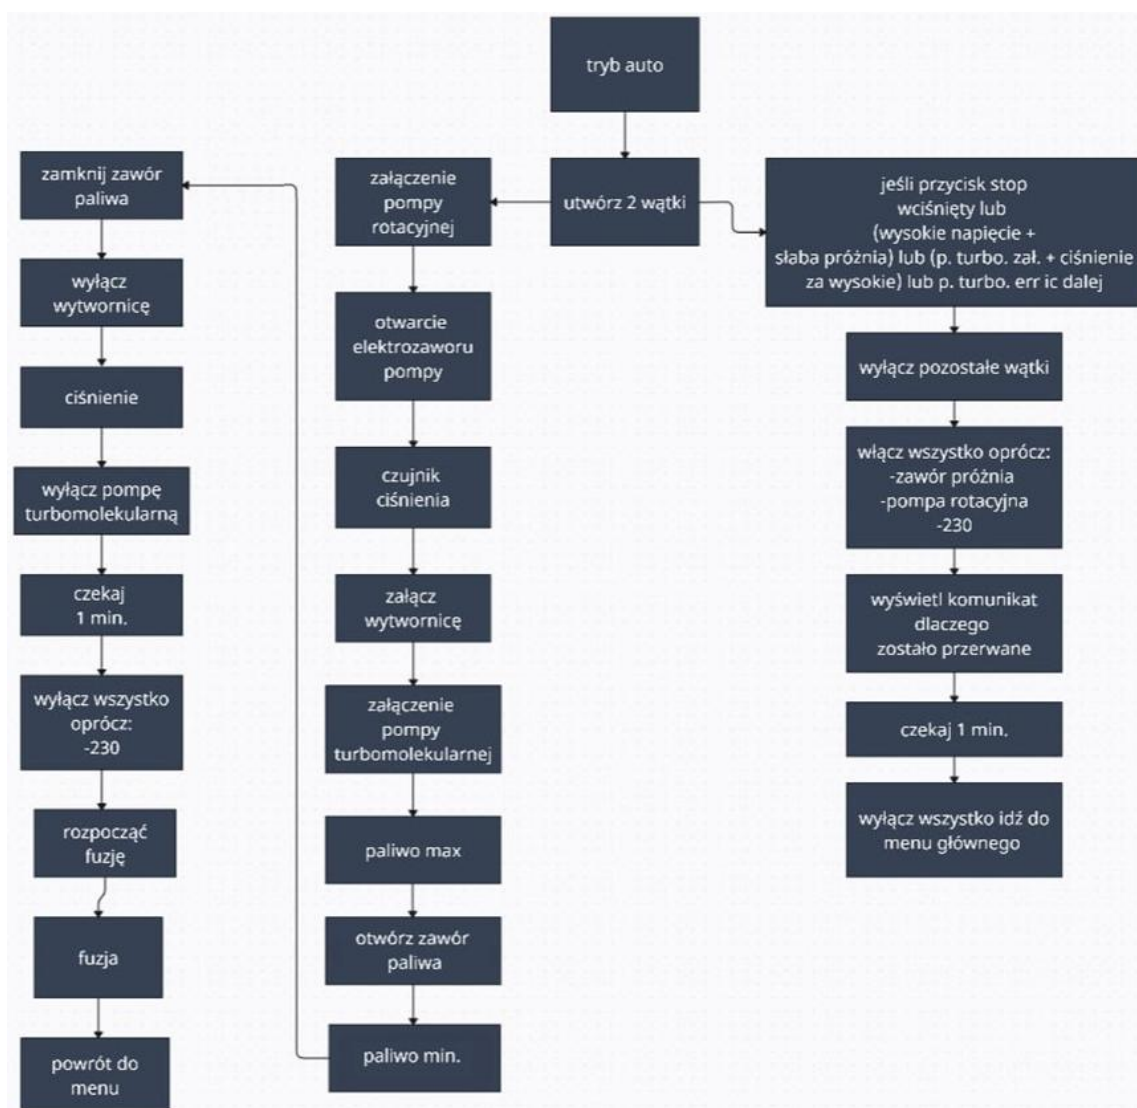 tryb auto
utwórz 2 wątki
załączenie
pompy
rotacyjnej
otwarcie
elektrozaworu
pompy
czujnik
ciśnienia
załącz
wytwornicę
załączenie
pompy
turbomolekularnej
paliwo max
otwórz zawór
paliwa
paliwo min.
zamknij zawór
paliwa
wyłącz
wytwornicę
ciśnienie
wyłącz pompę
turbomolekularną
czekaj
1 min.
wyłącz wszystko
oprócz:
-230
rozpocząć
fuzję
fuzja
powrót do
menu
jeśli przycisk stop
wciśnięty lub
(wysokie napięcie +
słaba próżnia) lub (p. turbo. zał. + ciśnienie
za wysokie) lub p. turbo. err ic dalej
wyłącz pozostałe wątki
włącz wszystko oprócz:
-zawór próżnia
-pompa rotacyjna
-230
wyświetl komunikat
dlaczego
zostało przerwane
czekaj 1 min.
wyłącz wszystko idź do
menu głównego